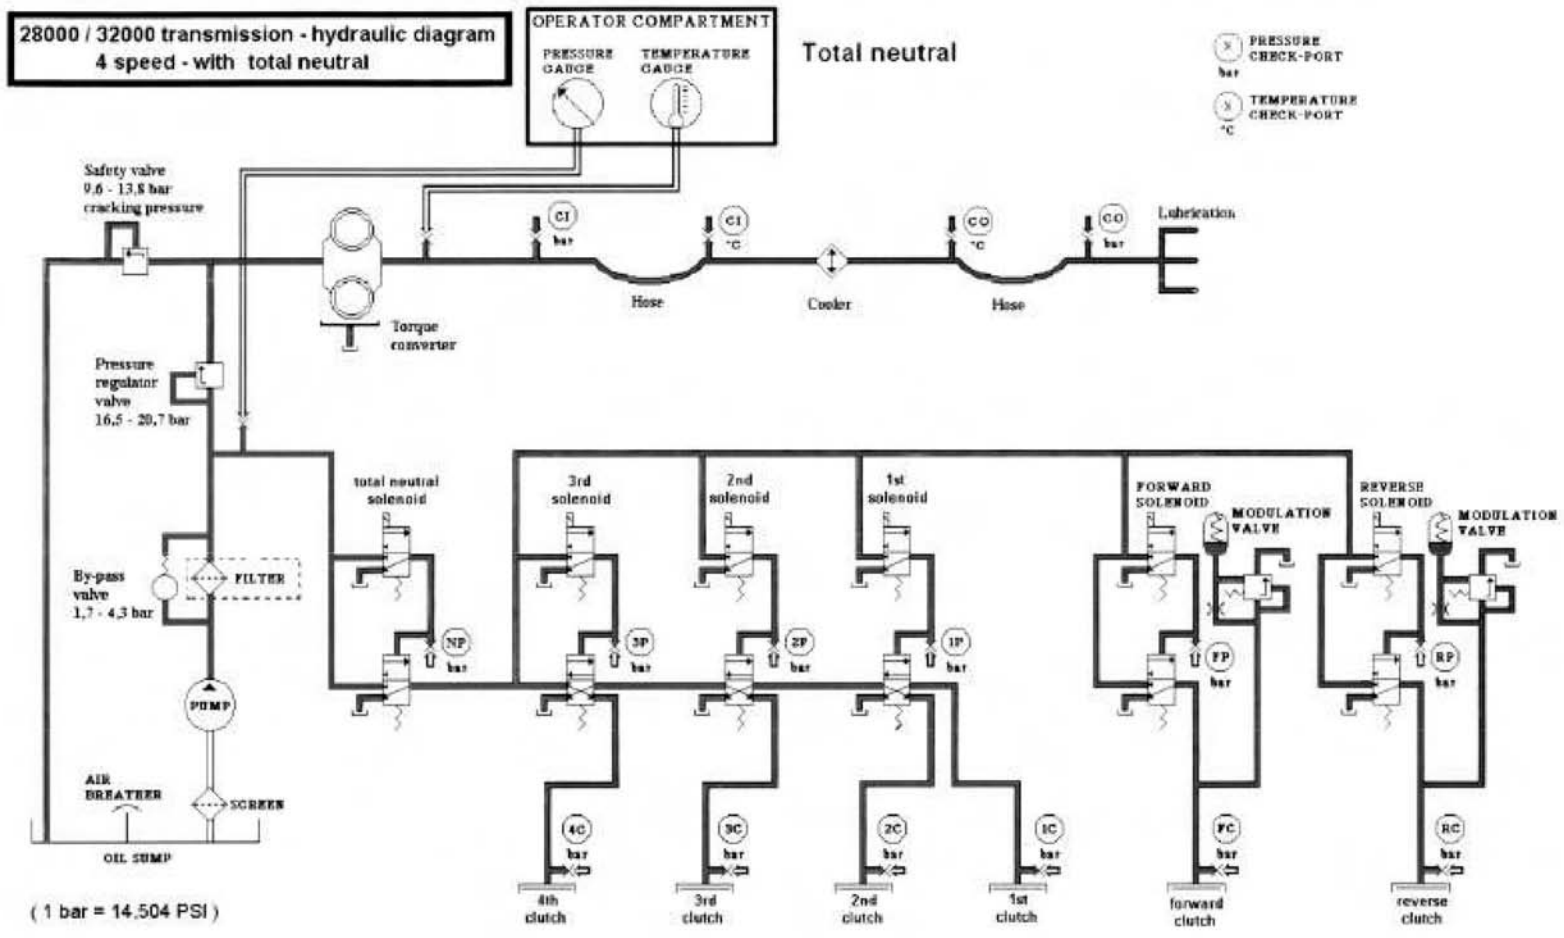 28000 / 32000 transmission - hydraulic diagram
4 speed - with total neutral
OPERATOR COMPARTMENT
PRESSURE
GAUGE
TEMPERATURE
GAUGE
Total neutral
PRESSURE
CHECK-PORT
bar
TEMPERATURE
CHECK-PORT
°C
Safety valve
9,6 - 13,8 bar
cracking pressure
CI
bar
CI
°C
CO
°C
CO
bar
Lubrication
Hose
Cooler
Hose
Torque
converter
Pressure
regulator
valve
16,5 - 20,7 bar
total neutral
solenoid
3rd
solenoid
2nd
solenoid
1st
solenoid
FORWARD
SOLENOID
MODULATION
VALVE
REVERSE
SOLENOID
MODULATION
VALVE
By-pass
valve
1,7 - 4,3 bar
FILTER
NP
bar
3P
bar
2P
bar
1P
bar
FP
bar
RP
bar
PUMP
AIR
BREATHER
SCREEN
OIL SUMP
4C
bar
3C
bar
2C
bar
1C
bar
FC
bar
RC
bar
4th
clutch
3rd
clutch
2nd
clutch
1st
clutch
forward
clutch
reverse
clutch
( 1 bar = 14,504 PSI )